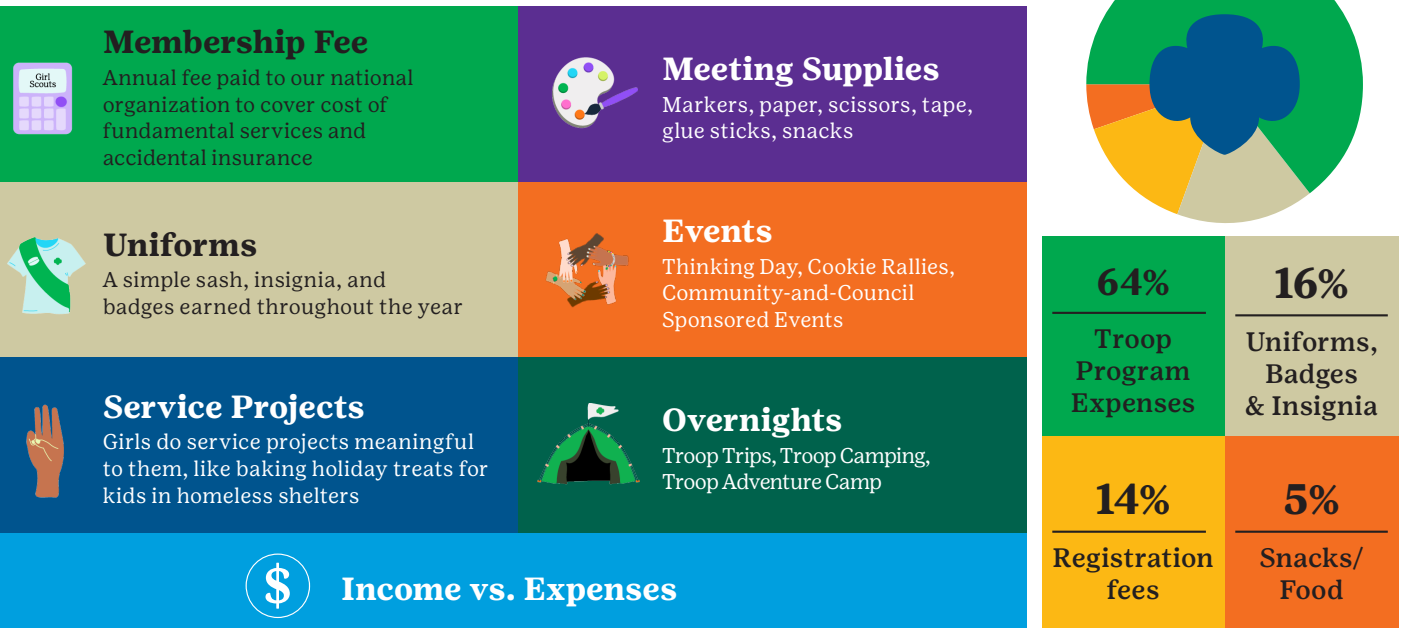 Membership Fee
Girl
Scouts
Annual fee paid to our national
organization to cover cost of
fundamental services and
accidental insurance
Meeting Supplies
Markers, paper, scissors, tape,
glue sticks, snacks
Uniforms
A simple sash, insignia, and
badges earned throughout the year
Events
Thinking Day, Cookie Rallies,
Community-and-Council
Sponsored Events
Service Projects
Girls do service projects meaningful
to them, like baking holiday treats for
kids in homeless shelters
Overnights
Troop Trips, Troop Camping,
Troop Adventure Camp
$ Income vs. Expenses
64%
Troop
Program
Expenses
16%
Uniforms,
Badges
& Insignia
14%
Registration
fees
5%
Snacks/
Food